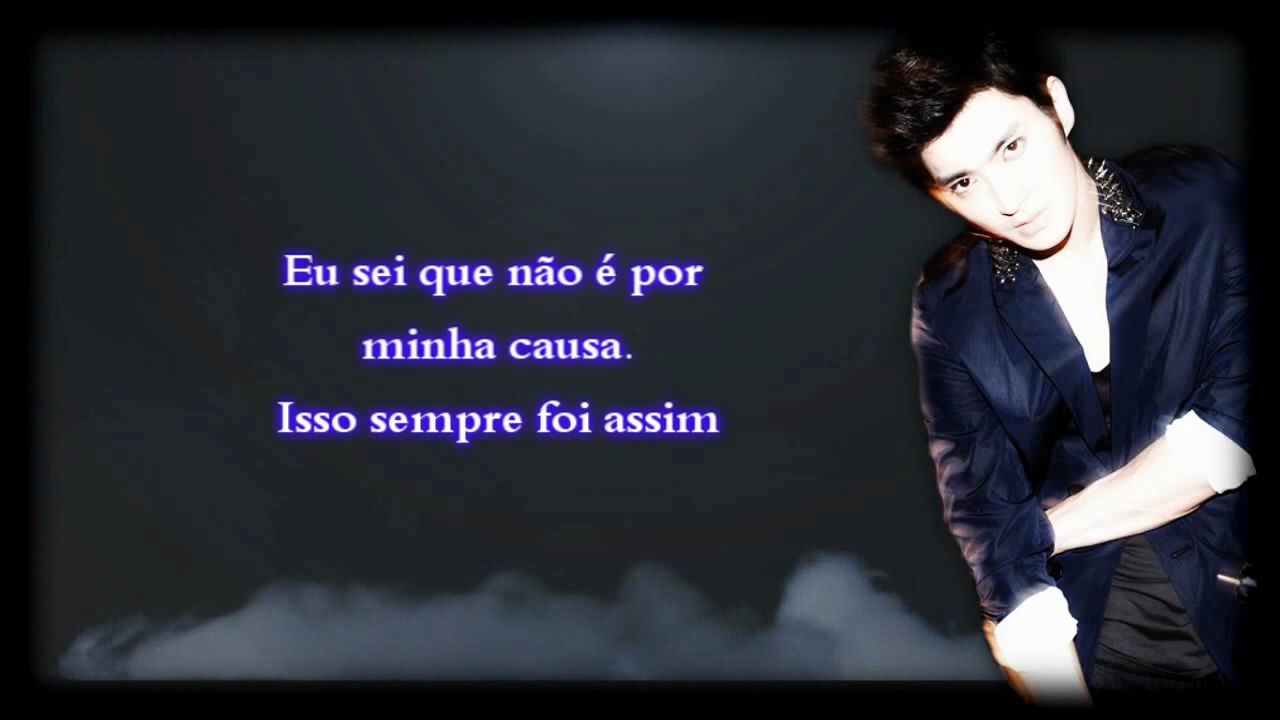 Eu sei que não é por
minha causa.
Isso sempre foi assim